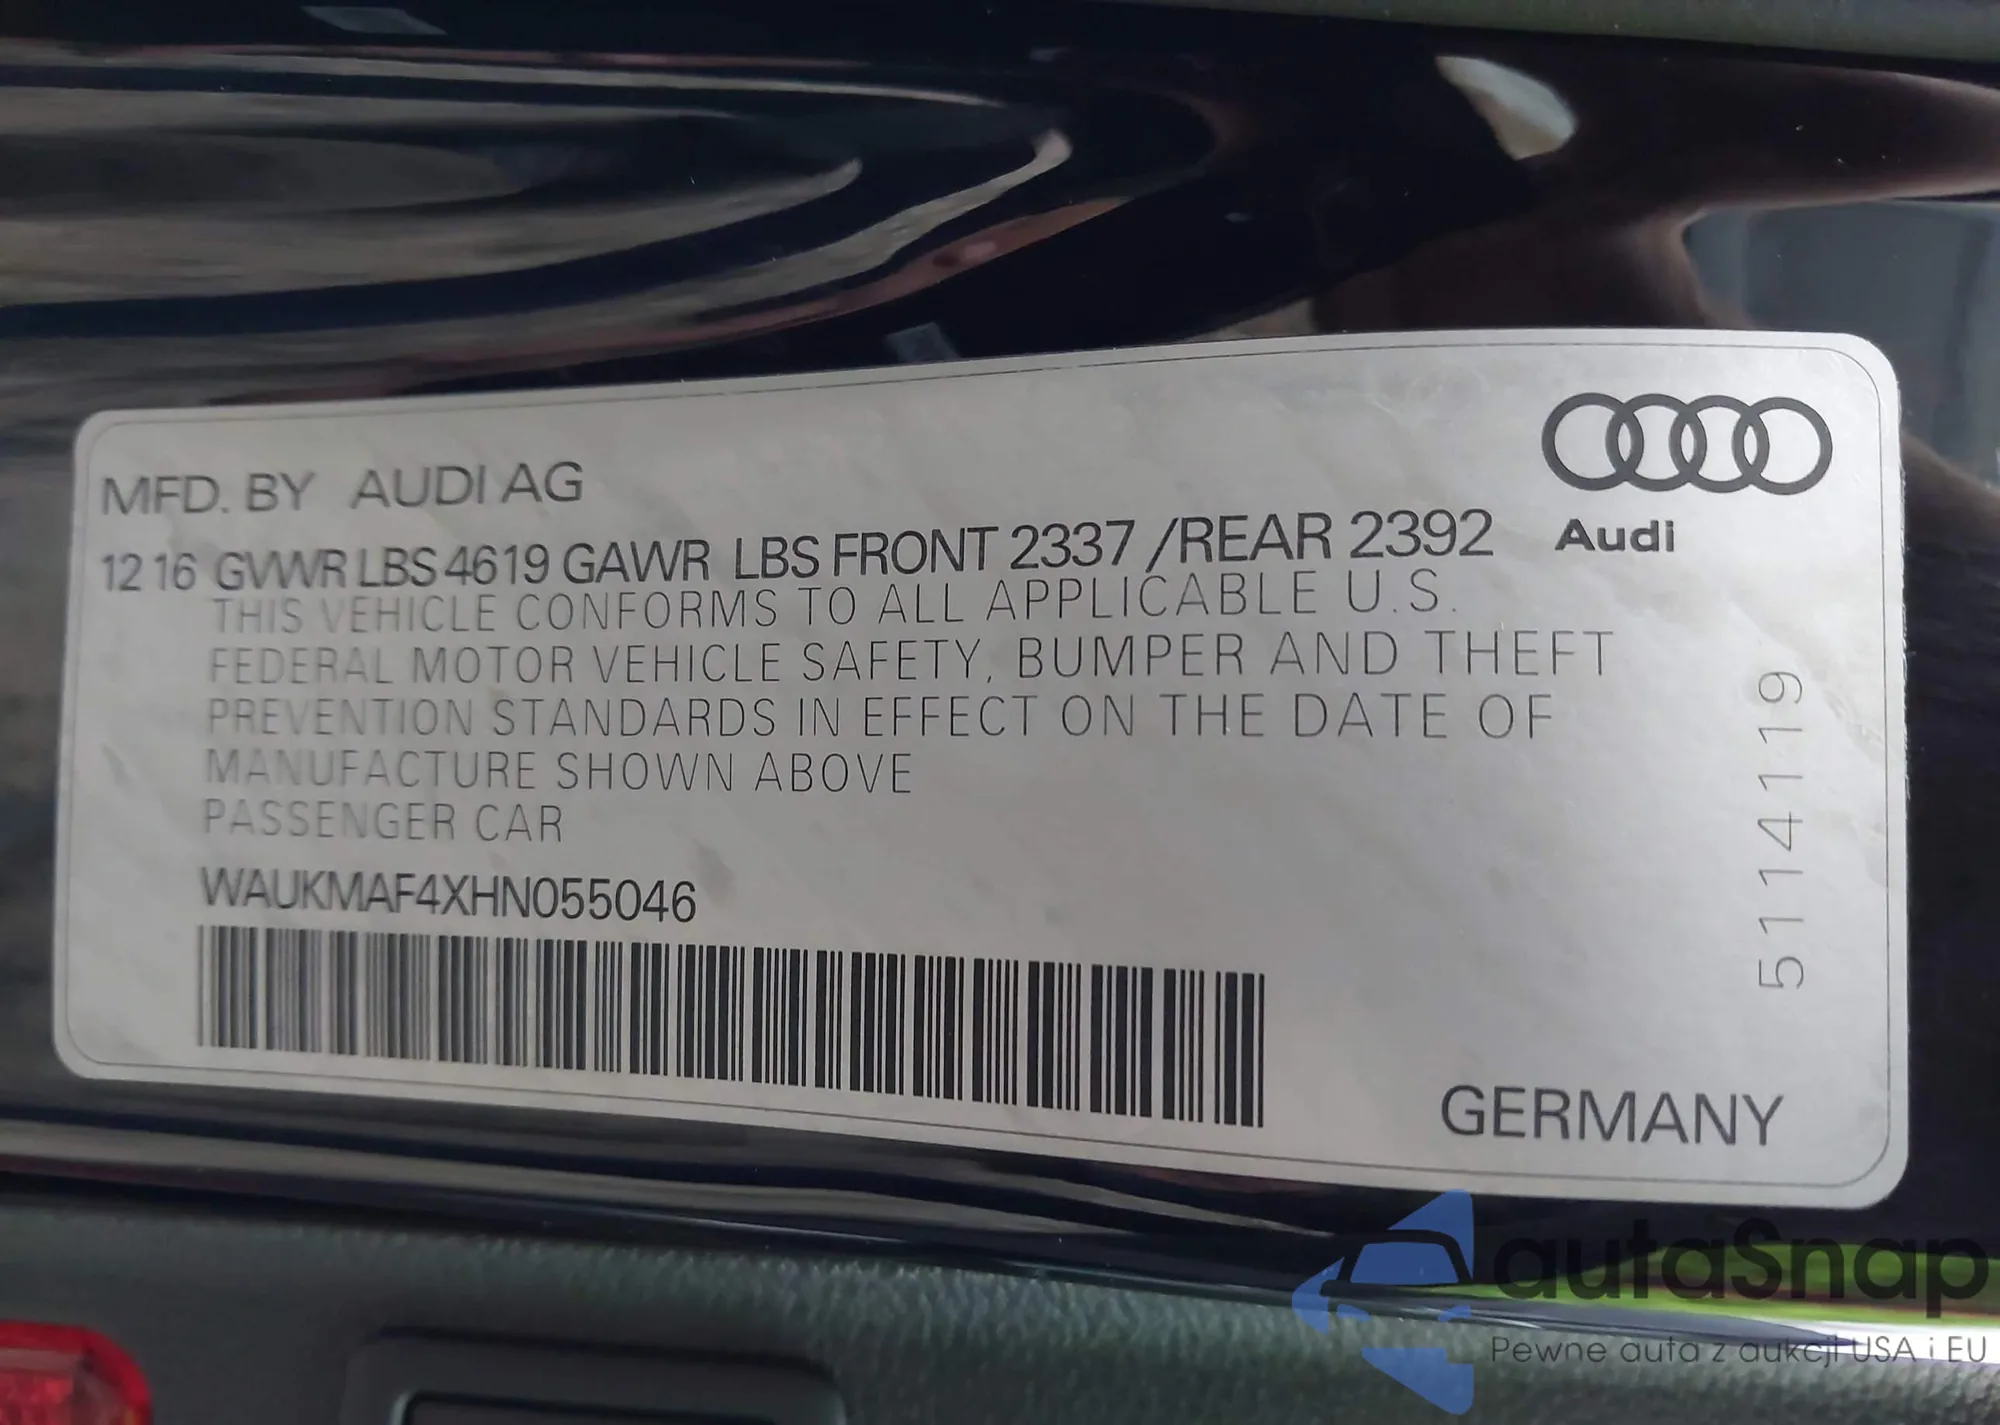 MFD. BY AUDI AG
Audi
12 16 GVWR LBS 4619 GAWR LBS FRONT 2337 /REAR 2392
THIS VEHICLE CONFORMS TO ALL APPLICABLE U.S.
FEDERAL MOTOR VEHICLE SAFETY, BUMPER AND THEFT
PREVENTION STANDARDS IN EFFECT ON THE DATE OF
MANUFACTURE SHOWN ABOVE
PASSENGER CAR
WAUKMAF4XHN055046
5114119
GERMANY
autaSnap
Pewne auta z aukcji USA i EU